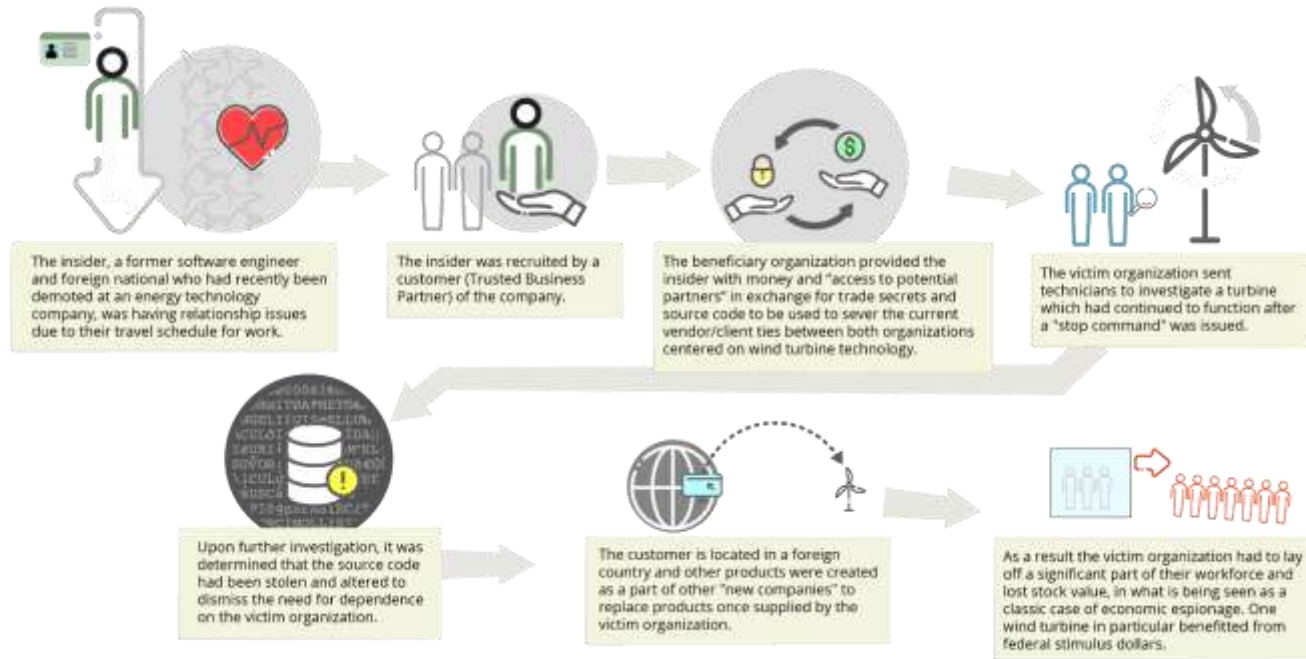 The insider, a former software engineer
and foreign national who had recently been
demoted at an energy technology
company, was having relationship issues
due to their travel schedule for work.
The insider was recruited by a
customer (Trusted Business
Partner) of the company.
The beneficiary organization provided the
insider with money and "access to potential
partners" in exchange for trade secrets and
source code to be used to sever the current
vendor/client ties between both organizations
centered on wind turbine technology.
The victim organization sent
technicians to investigate a turbine
which had continued to function after
a "stop command" was issued.
Upon further investigation, it was
determined that the source code
had been stolen and altered to
dismiss the need for dependence
on the victim organization.
The customer is located in a foreign
country and other products were created
as a part of other "new companies" to
replace products once supplied by the
victim organization.
As a result the victim organization had to lay
off a significant part of their workforce and
lost stock value, in what is being seen as a
classic case of economic espionage. One
wind turbine in particular benefitted from
federal stimulus dollars.